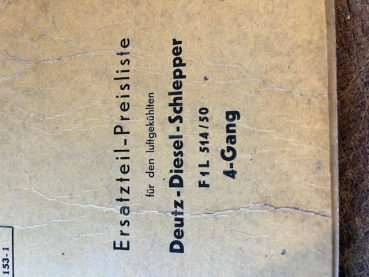 Ersatzteil-Preisliste
für den luftgekühlten
Deutz-Diesel-Schlepper
F1L 514/50
4-Gang
153-1